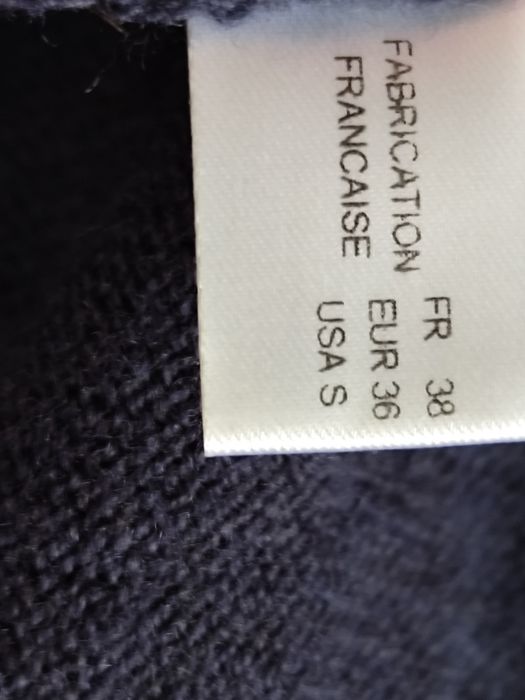 FABRICATION
FRANCAISE
FR 38
EUR 36
USA S